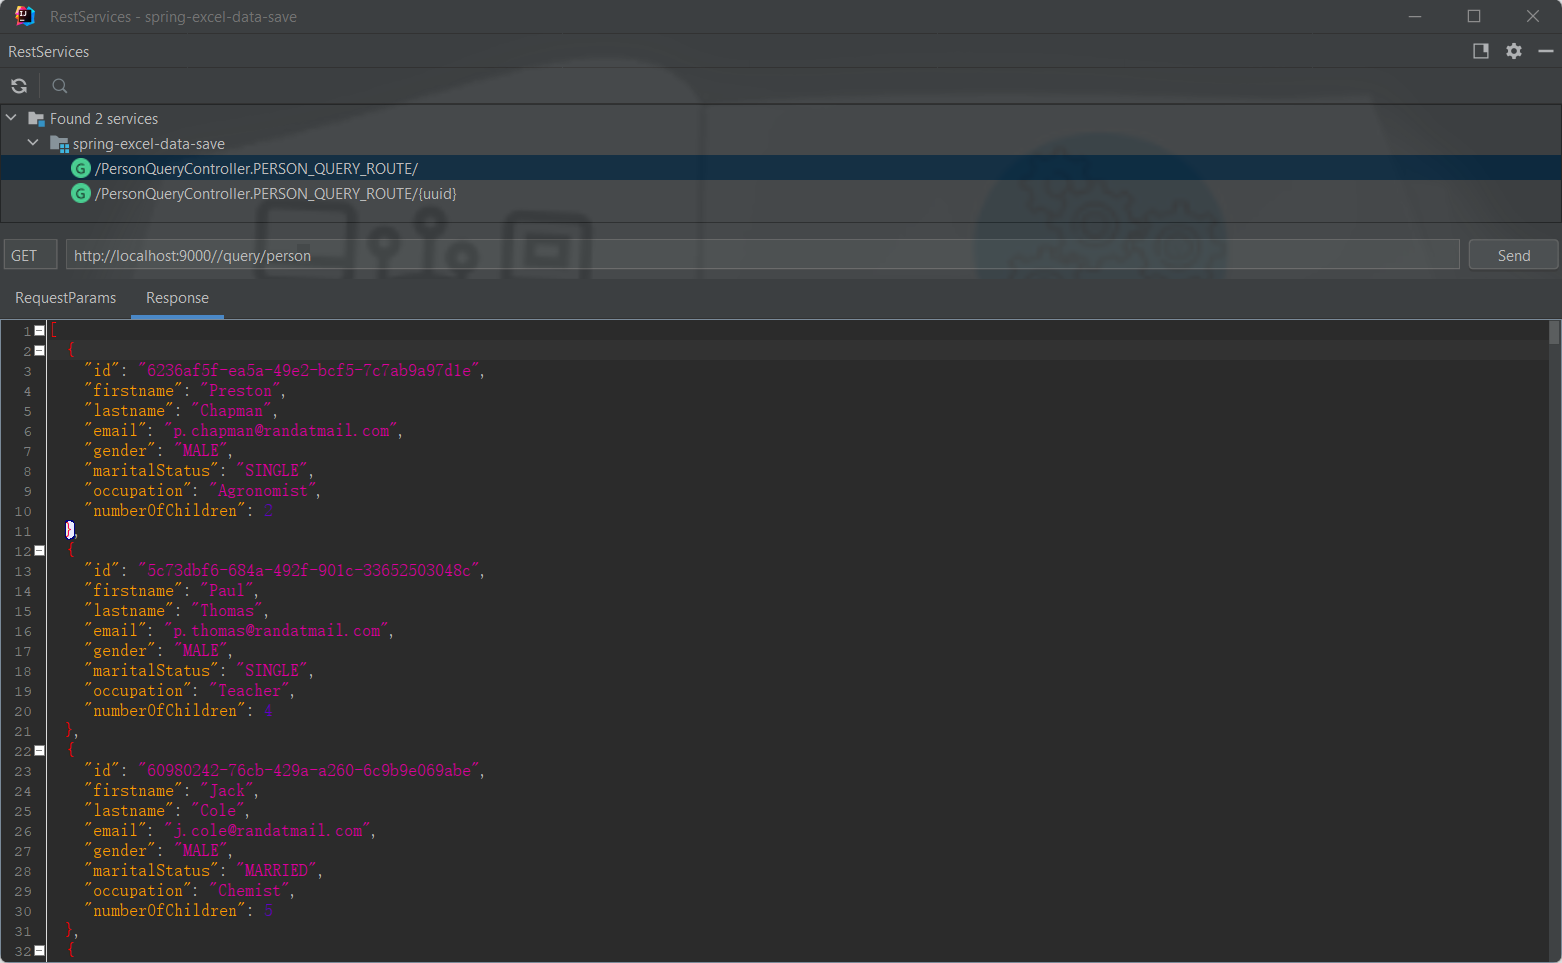 RestServices - spring-excel-data-save
RestServices
Found 2 services
spring-excel-data-save
G /PersonQueryController.PERSON_QUERY_ROUTE/
G /PersonQueryController.PERSON_QUERY_ROUTE/{uuid}
GET http://localhost:9000//query/person Send
RequestParams Response
1 [
2 {
3 "id": "6236af5f-ea5a-49e2-bcf5-7c7ab9a97d1e",
4 "firstname": "Preston",
5 "lastname": "Chapman",
6 "email": "p.chapman@randatmail.com",
7 "gender": "MALE",
8 "maritalStatus": "SINGLE",
9 "occupation": "Agronomist",
10 "numberOfChildren": 2
11 },
12 {
13 "id": "5c73dbf6-684a-492f-901c-33652503048c",
14 "firstname": "Paul",
15 "lastname": "Thomas",
16 "email": "p.thomas@randatmail.com",
17 "gender": "MALE",
18 "maritalStatus": "SINGLE",
19 "occupation": "Teacher",
20 "numberOfChildren": 4
21 },
22 {
23 "id": "60980242-76cb-429a-a260-6c9b9e069abe",
24 "firstname": "Jack",
25 "lastname": "Cole",
26 "email": "j.cole@randatmail.com",
27 "gender": "MALE",
28 "maritalStatus": "MARRIED",
29 "occupation": "Chemist",
30 "numberOfChildren": 5
31 },
32 {